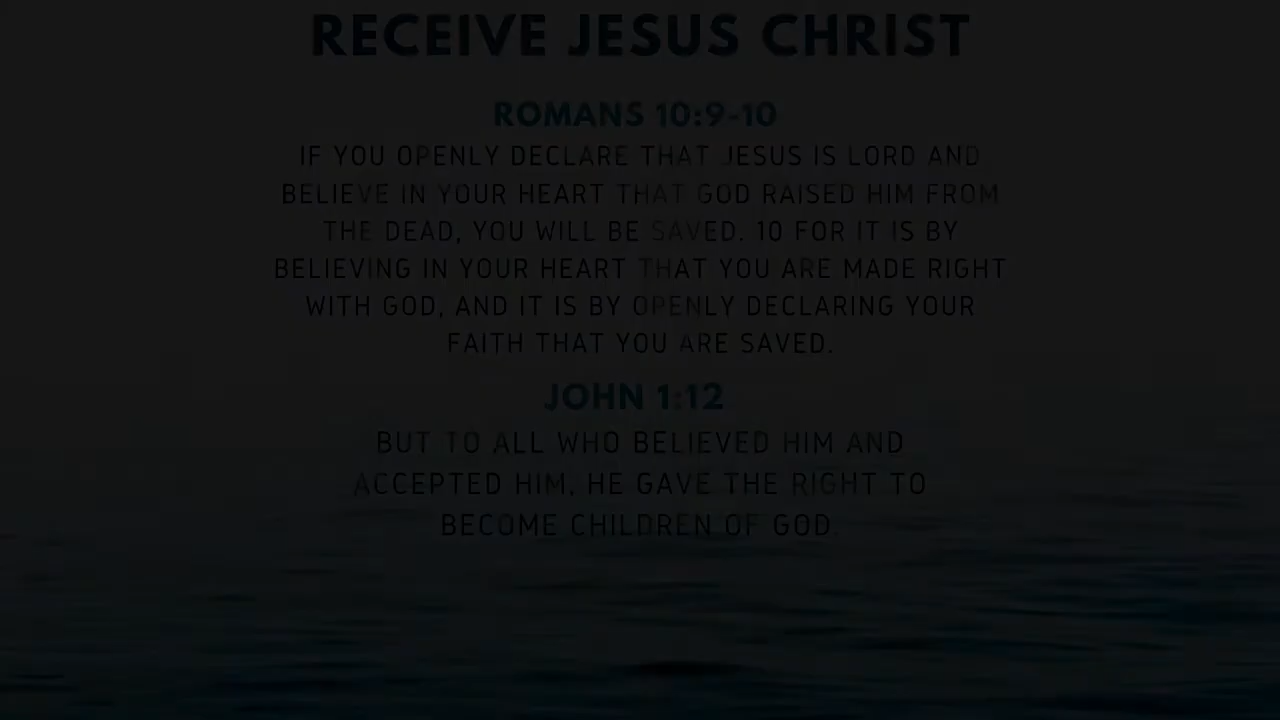 RECEIVE JESUS CHRIST
ROMANS 10:9-10
IF YOU OPENLY DECLARE THAT JESUS IS LORD AND
BELIEVE IN YOUR HEART THAT GOD RAISED HIM FROM
THE DEAD, YOU WILL BE SAVED. 10 FOR IT IS BY
BELIEVING IN YOUR HEART THAT YOU ARE MADE RIGHT
WITH GOD, AND IT IS BY OPENLY DECLARING YOUR
FAITH THAT YOU ARE SAVED.
JOHN 1:12
BUT TO ALL WHO BELIEVED HIM AND
ACCEPTED HIM, HE GAVE THE RIGHT TO
BECOME CHILDREN OF GOD.